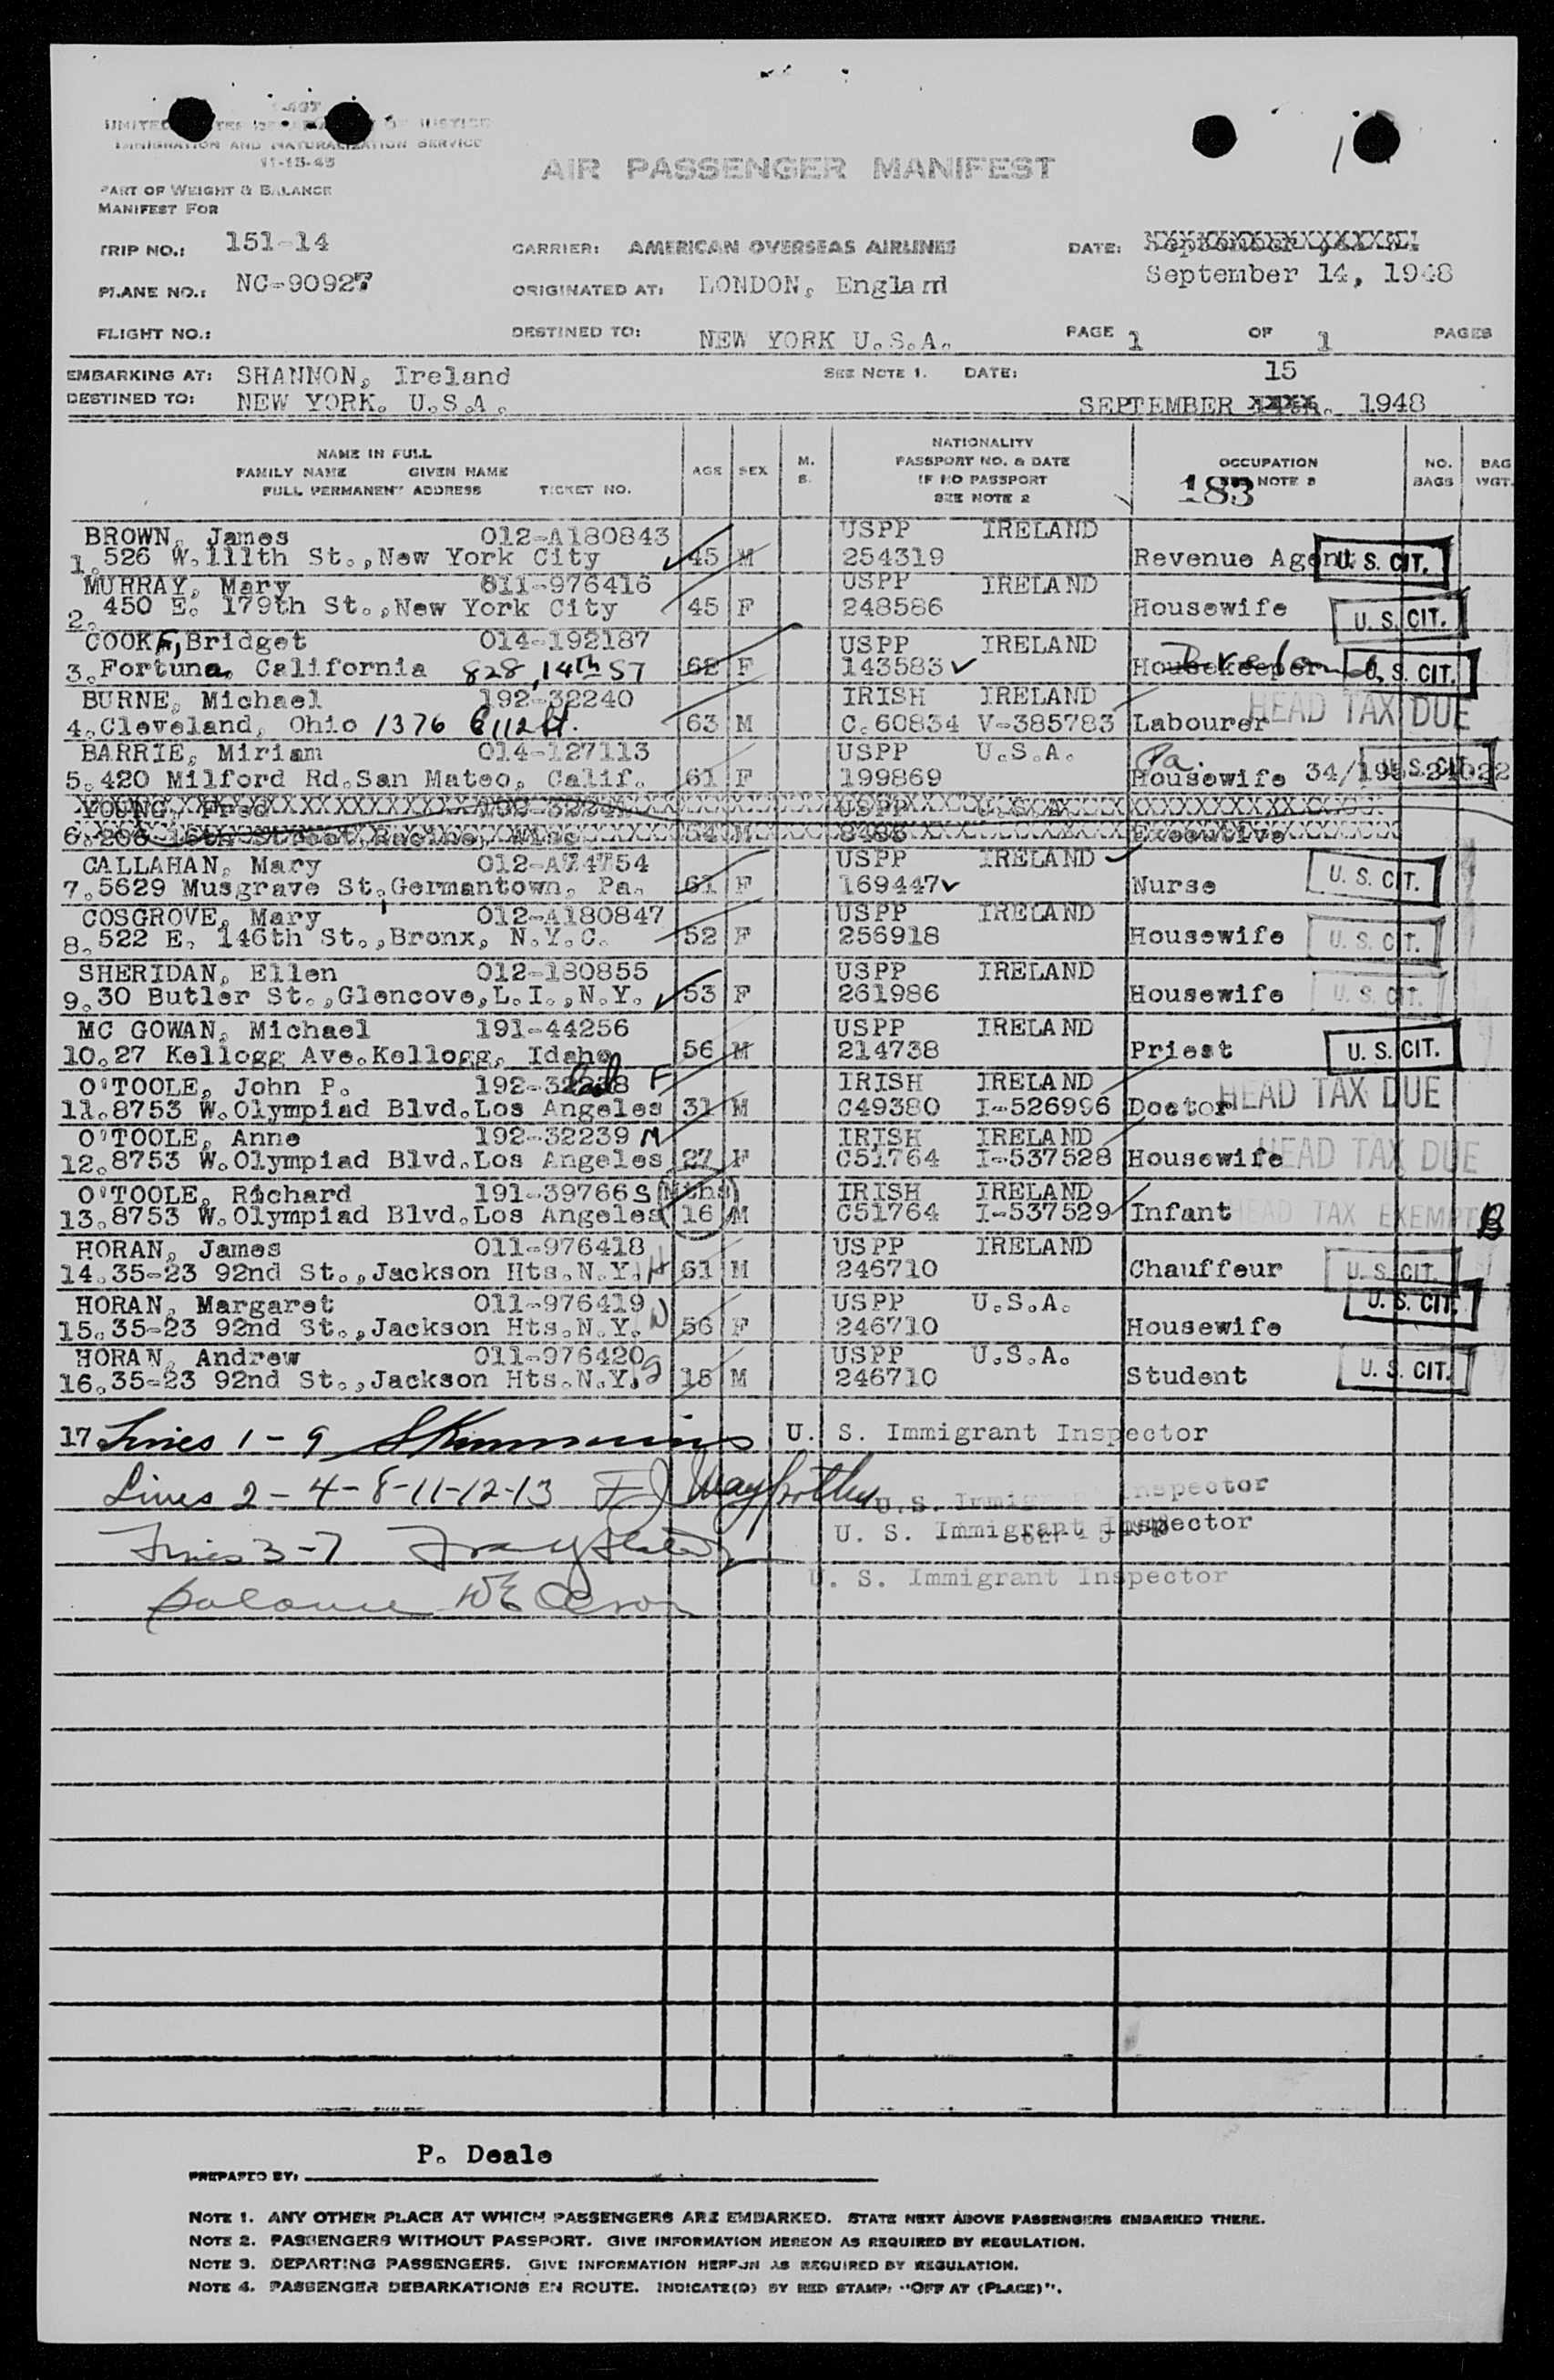 UNITED STATES DEPARTMENT OF JUSTICE
IMMIGRATION AND NATURALIZATION SERVICE
11-15-45
AIR PASSENGER MANIFEST
PART OF WEIGHT & BALANCE
MANIFEST FOR
TRIP NO.: 151-14 CARRIER: AMERICAN OVERSEAS AIRLINES DATE:
September 14, 1948
PLANE NO.: NC-90927 ORIGINATED AT: LONDON, England
FLIGHT NO.: DESTINED TO: NEW YORK U.S.A. PAGE 1 OF 1 PAGES
EMBARKING AT: SHANNON, Ireland SEE NOTE 1. DATE: 15
DESTINED TO: NEW YORK. U.S.A. SEPTEMBER 1948
NAME IN FULL
FAMILY NAME GIVEN NAME
FULL PERMANENT ADDRESS TICKET NO.
AGE SEX M. S.
NATIONALITY
PASSPORT NO. & DATE
IF NO PASSPORT
SEE NOTE 2
OCCUPATION
SEE NOTE 3
183
NO. BAGS
BAG WGT.
BROWN, James 012-A180843 USPP IRELAND
1. 526 W.111th St.,New York City 45 M 254319 Revenue Agent U. S. CIT.
MURRAY, Mary 011-976416 USPP IRELAND
2. 450 E. 179th St.,New York City 45 F 248586 Housewife U. S. CIT.
COOKE, Bridget 014-192187 USPP IRELAND
3. Fortuna, California 828, 14th ST 62 F 143583 Housekeeper U. S. CIT.
BURNE, Michael 192-32240 IRISH IRELAND
4. Cleveland, Ohio 1376 E 112 St. 63 M C.60834 V-385783 Labourer HEAD TAX DUE
BARRIE, Miriam 014-127113 USPP U.S.A. Pa.
5. 420 Milford Rd.San Mateo, Calif. 61 F 199869 Housewife U. S. CIT.
YOUNG, Fred USPP U.S.A.
6. 54 M Executive
CALLAHAN, Mary 012-A74754 USPP IRELAND
7. 5629 Musgrave St,Germantown, Pa. 61 F 169447 Nurse U. S. CIT.
COSGROVE, Mary 012-A180847 USPP IRELAND
8. 522 E. 146th St.,Bronx, N.Y.C. 52 F 256918 Housewife U. S. CIT.
SHERIDAN, Ellen 012-180855 USPP IRELAND
9. 30 Butler St.,Glencove,L.I.,N.Y. 53 F 261986 Housewife U. S. CIT.
MC GOWAN, Michael 191-44256 USPP IRELAND
10. 27 Kellogg Ave.Kellogg, Idaho 56 M 214738 Priest U. S. CIT.
O'TOOLE, John P. 192-32238 F IRISH IRELAND
11. 8753 W.Olympiad Blvd.Los Angeles 31 M C49380 I-526996 Doctor HEAD TAX DUE
O'TOOLE, Anne 192-32239 M IRISH IRELAND
12. 8753 W.Olympiad Blvd.Los Angeles 27 F C51764 I-537528 Housewife HEAD TAX DUE
O'TOOLE, Richard 191-39766 S (Mths) IRISH IRELAND
13. 8753 W.Olympiad Blvd.Los Angeles 16 M C51764 I-537529 Infant HEAD TAX EXEMPT B
HORAN, James 011-976418 USPP IRELAND
14. 35-23 92nd St.,Jackson Hts.N.Y. H 61 M 246710 Chauffeur U. S. CIT.
HORAN, Margaret 011-976419 USPP U.S.A.
15. 35-23 92nd St.,Jackson Hts.N.Y. W 56 F 246710 Housewife U. S. CIT.
HORAN, Andrew 011-976420 USPP U.S.A.
16. 35-23 92nd St.,Jackson Hts.N.Y. S 15 M 246710 Student U. S. CIT.
17 Lines 1-9 U. S. Immigrant Inspector
Lines 2-4-8-11-12-13 U.S. Immigrant Inspector
Lines 3-7 U. S. Immigrant Inspector
balance U. S. Immigrant Inspector
P. Deale
PREPARED BY:
NOTE 1. ANY OTHER PLACE AT WHICH PASSENGERS ARE EMBARKED. STATE NEXT ABOVE PASSENGERS EMBARKED THERE.
NOTE 2. PASSENGERS WITHOUT PASSPORT. GIVE INFORMATION HEREON AS REQUIRED BY REGULATION.
NOTE 3. DEPARTING PASSENGERS. GIVE INFORMATION HEREON AS REQUIRED BY REGULATION.
NOTE 4. PASSENGER DEBARKATIONS EN ROUTE. INDICATE(D) BY RED STAMP: "OFF AT (PLACE)".